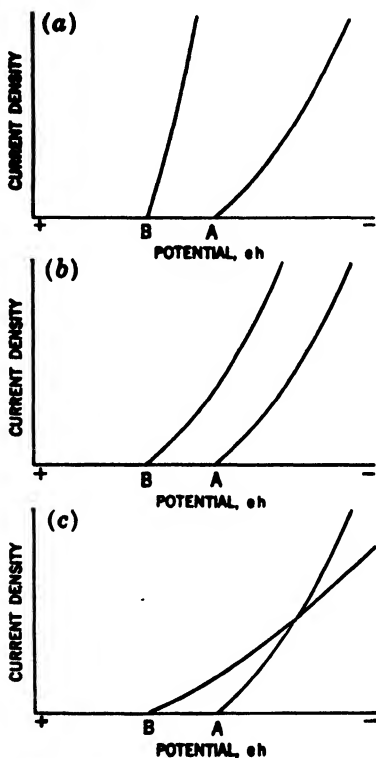 (a)
CURRENT DENSITY
+ B A −
POTENTIAL, eh
(b)
CURRENT DENSITY
+ B A −
POTENTIAL, eh
(c)
CURRENT DENSITY
+ B A −
POTENTIAL, eh